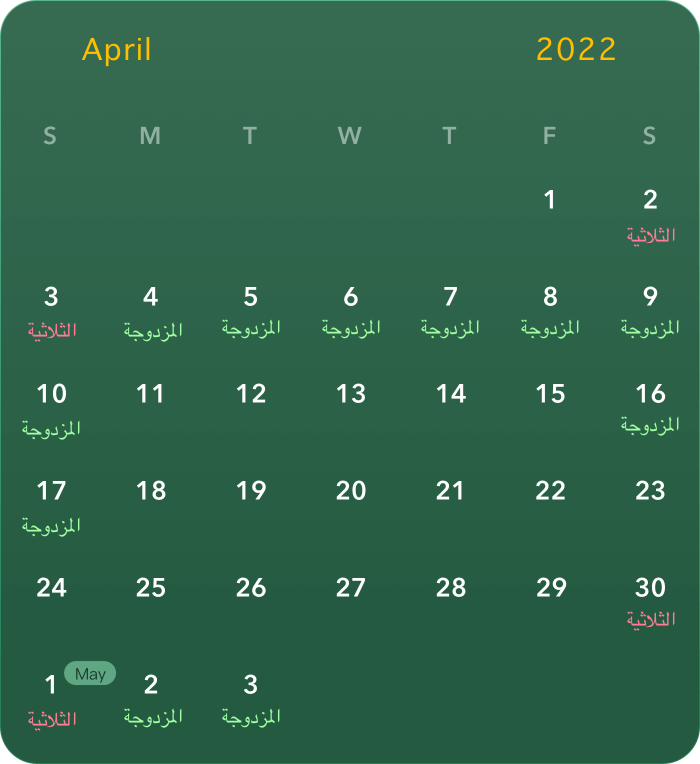 April 2022
S M T W T F S
1 2
الثلاثية
3 4 5 6 7 8 9
الثلاثية المزدوجة المزدوجة المزدوجة المزدوجة المزدوجة المزدوجة
10 11 12 13 14 15 16
المزدوجة المزدوجة
17 18 19 20 21 22 23
المزدوجة
24 25 26 27 28 29 30
الثلاثية
1 May 2 3
الثلاثية المزدوجة المزدوجة